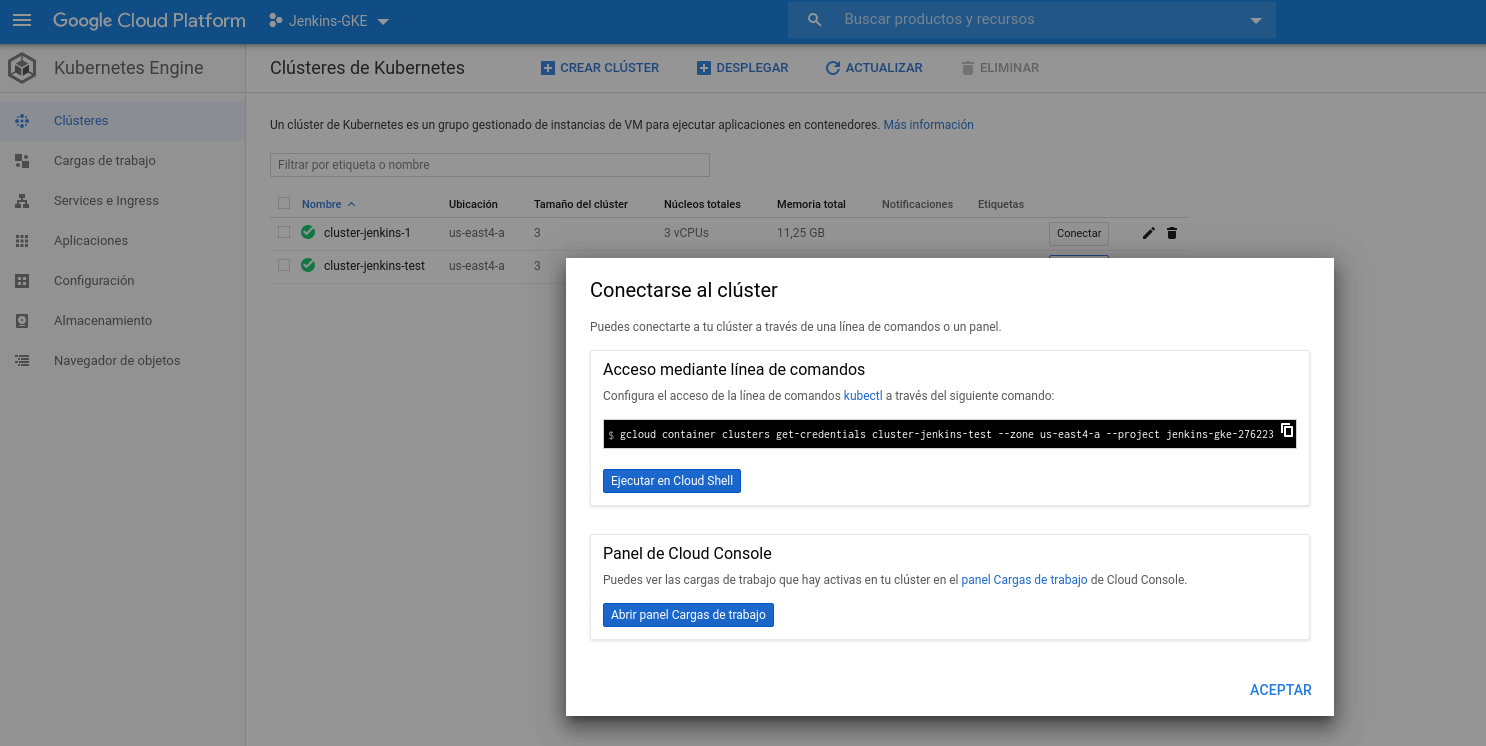 Google Cloud Platform
Jenkins-GKE
Buscar productos y recursos
Kubernetes Engine
Clústeres de Kubernetes
CREAR CLÚSTER
DESPLEGAR
ACTUALIZAR
ELIMINAR
Clústeres
Cargas de trabajo
Services e Ingress
Aplicaciones
Configuración
Almacenamiento
Navegador de objetos
Un clúster de Kubernetes es un grupo gestionado de instancias de VM para ejecutar aplicaciones en contenedores. Más información
Filtrar por etiqueta o nombre
Nombre Ubicación Tamaño del clúster Núcleos totales Memoria total Notificaciones Etiquetas
cluster-jenkins-1 us-east4-a 3 3 vCPUs 11,25 GB Conectar
cluster-jenkins-test us-east4-a 3
Conectarse al clúster
Puedes conectarte a tu clúster a través de una línea de comandos o un panel.
Acceso mediante línea de comandos
Configura el acceso de la línea de comandos kubectl a través del siguiente comando:
$ gcloud container clusters get-credentials cluster-jenkins-test --zone us-east4-a --project jenkins-gke-276223
Ejecutar en Cloud Shell
Panel de Cloud Console
Puedes ver las cargas de trabajo que hay activas en tu clúster en el panel Cargas de trabajo de Cloud Console.
Abrir panel Cargas de trabajo
ACEPTAR